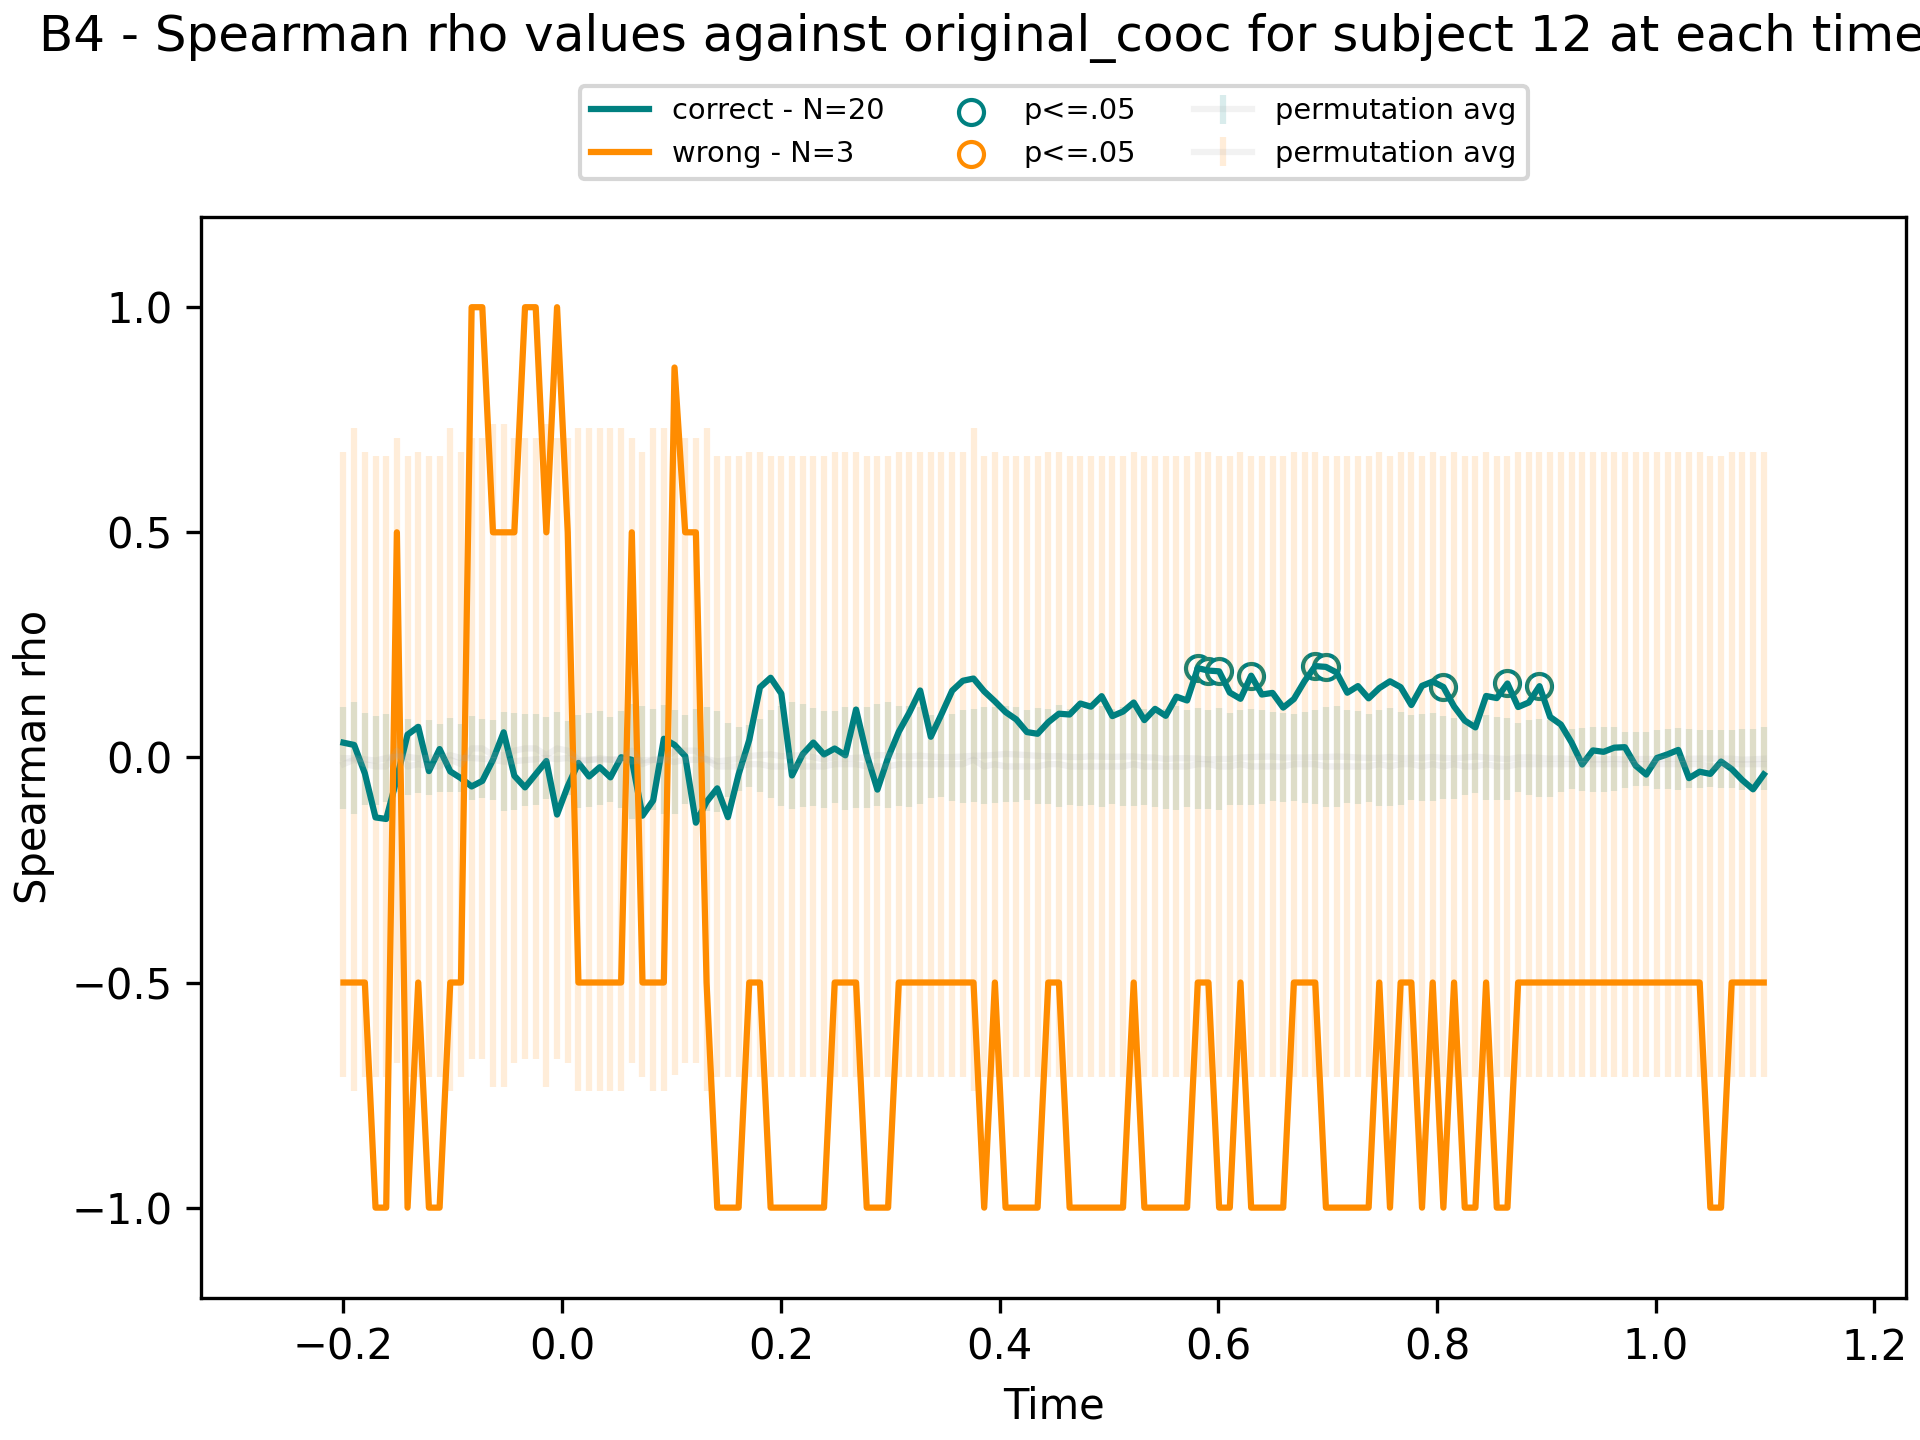 B4 - Spearman rho values against original_cooc for subject 12 at each time
correct - N=20 p<=.05 permutation avg
wrong - N=3 p<=.05 permutation avg
1.0
0.5
0.0
−0.5
−1.0
Spearman rho
−0.2 0.0 0.2 0.4 0.6 0.8 1.0 1.2
Time